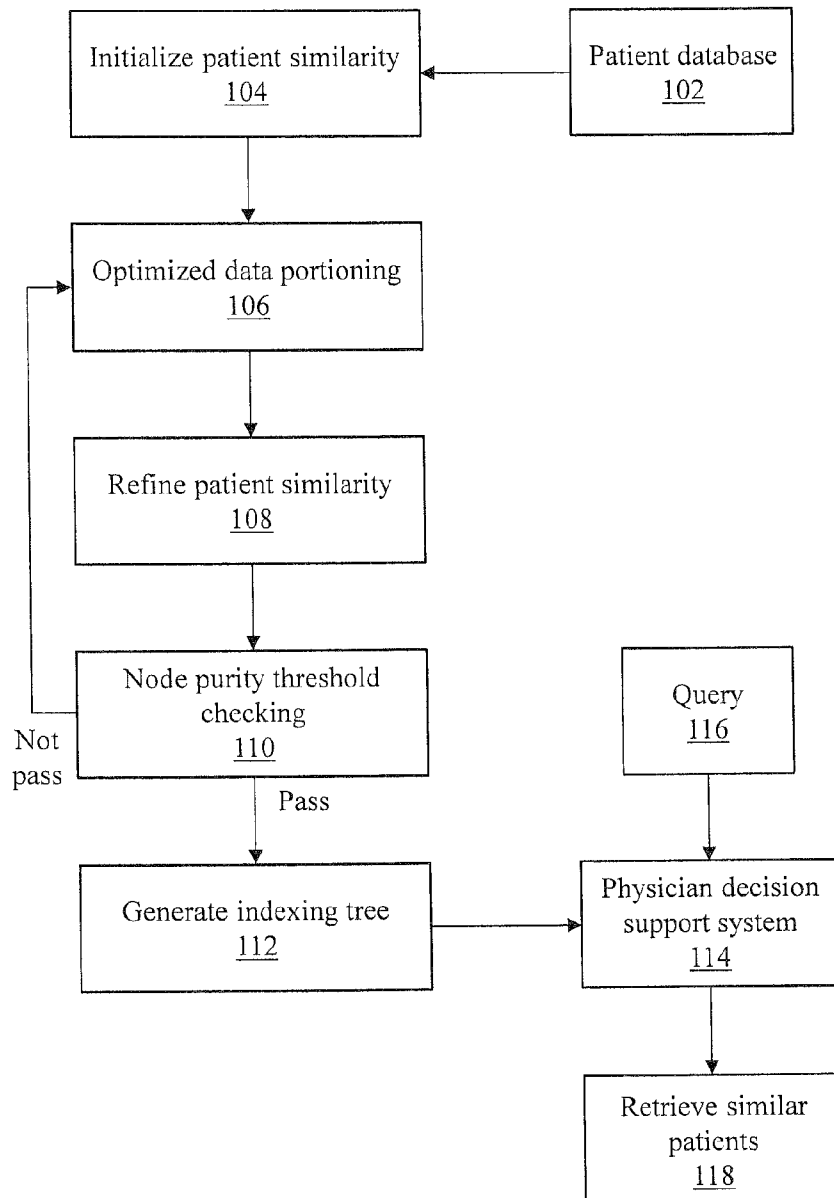 Initialize patient similarity
104
Patient database
102
Optimized data portioning
106
Refine patient similarity
108
Node purity threshold
checking
110
Not
pass
Pass
Query
116
Generate indexing tree
112
Physician decision
support system
114
Retrieve similar
patients
118